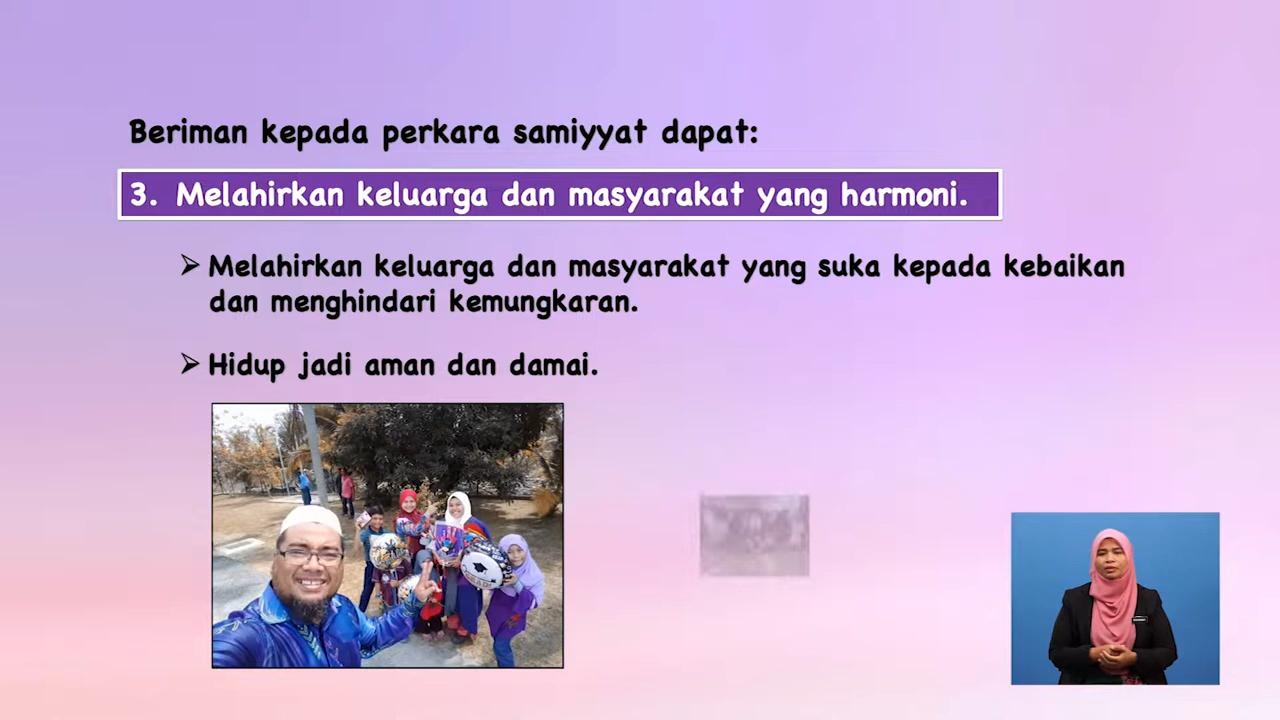 Beriman kepada perkara samiyyat dapat:
3. Melahirkan keluarga dan masyarakat yang harmoni.
➢ Melahirkan keluarga dan masyarakat yang suka kepada kebaikan
dan menghindari kemungkaran.
➢ Hidup jadi aman dan damai.